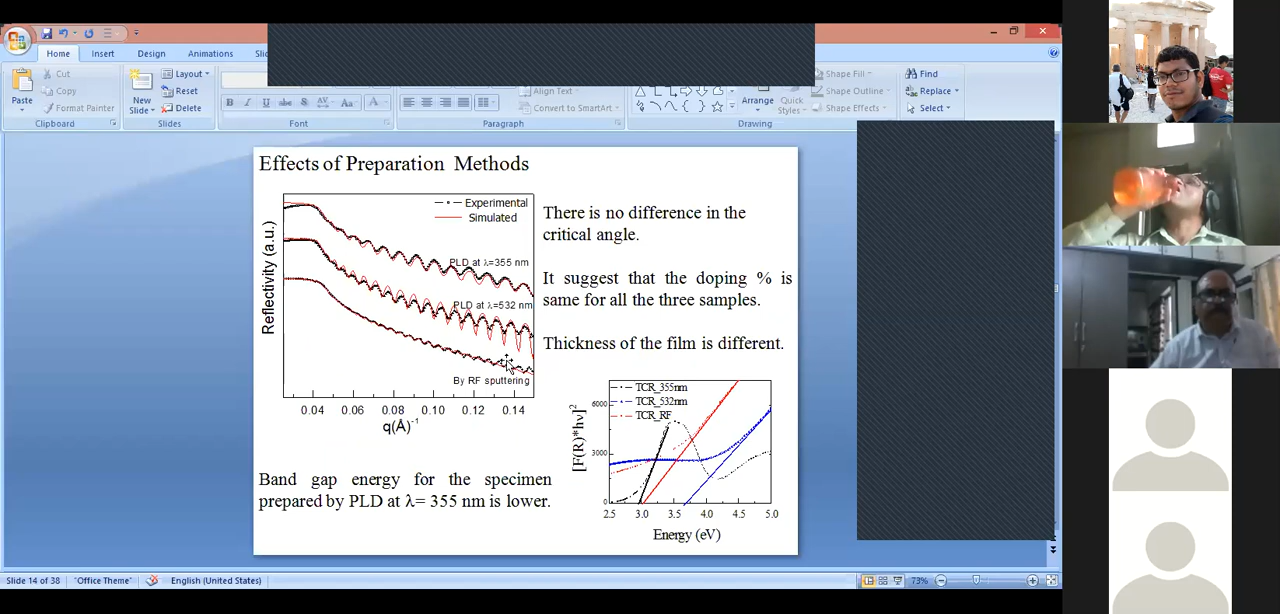 Home
Insert
Design
Animations
Paste
Cut
Copy
Format Painter
Clipboard
New Slide
Layout
Reset
Delete
Slides
B I U abe S AV Aa A
Font
Align Text
Convert to SmartArt
Paragraph
Arrange
Quick Styles
Shape Fill
Shape Outline
Shape Effects
Drawing
Find
Replace
Select
Editing
Effects of Preparation Methods
Experimental
Simulated
PLD at λ=355 nm
PLD at λ=532 nm
By RF sputtering
Reflectivity (a.u.)
0.04 0.06 0.08 0.10 0.12 0.14
q(Å)-1
There is no difference in the
critical angle.
It suggest that the doping % is
same for all the three samples.
Thickness of the film is different.
TCR_355nm
TCR_532nm
TCR_RF
[F(R)*hν]2
6000
3000
0
2.5 3.0 3.5 4.0 4.5 5.0
Energy (eV)
Band gap energy for the specimen
prepared by PLD at λ= 355 nm is lower.
Slide 14 of 38
"Office Theme"
English (United States)
73%